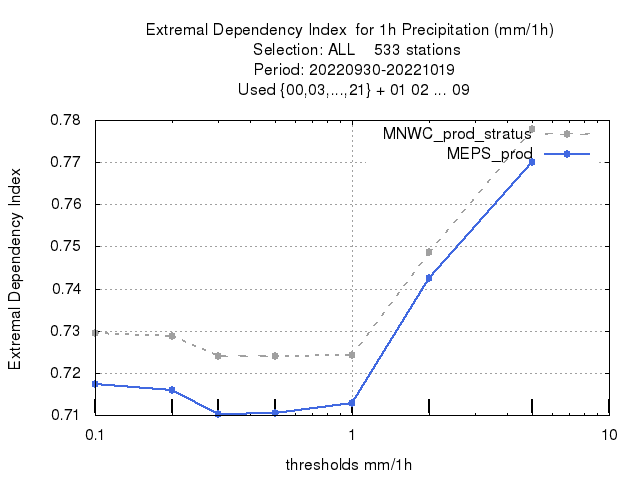 Extremal Dependency Index  for 1h Precipitation (mm/1h)
Selection: ALL    533 stations
Period: 20220930-20221019
Used {00,03,...,21} + 01 02 ... 09
Extremal Dependency Index
0.78
0.77
0.76
0.75
0.74
0.73
0.72
0.71
MNWC_prod_stratus
MEPS_prod
0.1
1
10
thresholds mm/1h